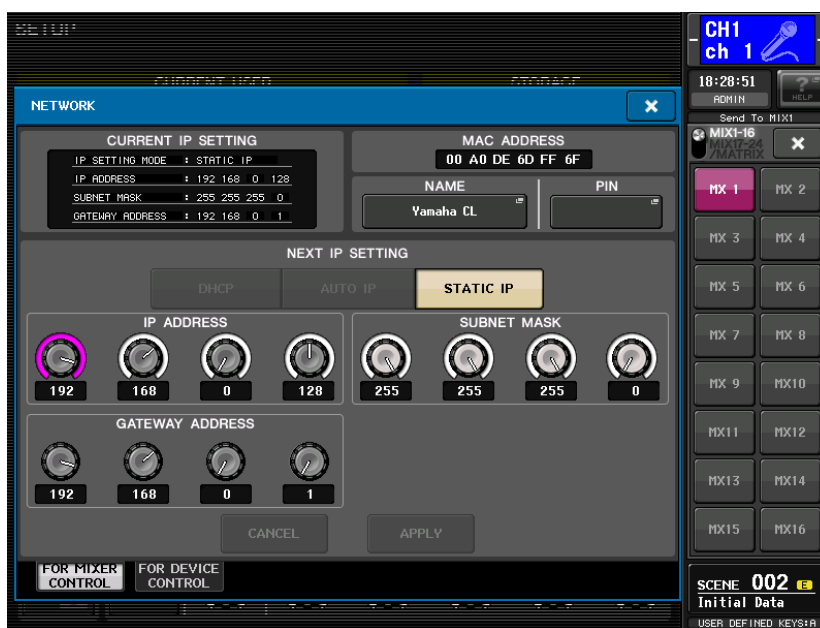 SETUP
CH1
ch 1
18:28:51
ADMIN
?
HELP
CURRENT USER
STORAGE
NETWORK
×
Send To MIX1
MIX1-16
MIX17-24
/MATRIX
×
CURRENT IP SETTING
IP SETTING MODE : STATIC IP
IP ADDRESS : 192 168 0 128
SUBNET MASK : 255 255 255 0
GATEWAY ADDRESS : 192 168 0 1
MAC ADDRESS
00 A0 DE 6D FF 6F
NAME
Yamaha CL
PIN
NEXT IP SETTING
DHCP
AUTO IP
STATIC IP
IP ADDRESS
192 168 0 128
SUBNET MASK
255 255 255 0
GATEWAY ADDRESS
192 168 0 1
CANCEL
APPLY
FOR MIXER
CONTROL
FOR DEVICE
CONTROL
MX 1 MX 2
MX 3 MX 4
MX 5 MX 6
MX 7 MX 8
MX 9 MX10
MX11 MX12
MX13 MX14
MX15 MX16
SCENE 002 E
Initial Data
USER DEFINED KEYS:A